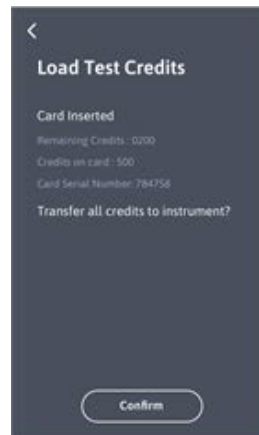 Load Test Credits
Card Inserted
Remaining Credits : 0200
Credits on card : 500
Card Serial Number: 784758
Transfer all credits to instrument?
Confirm